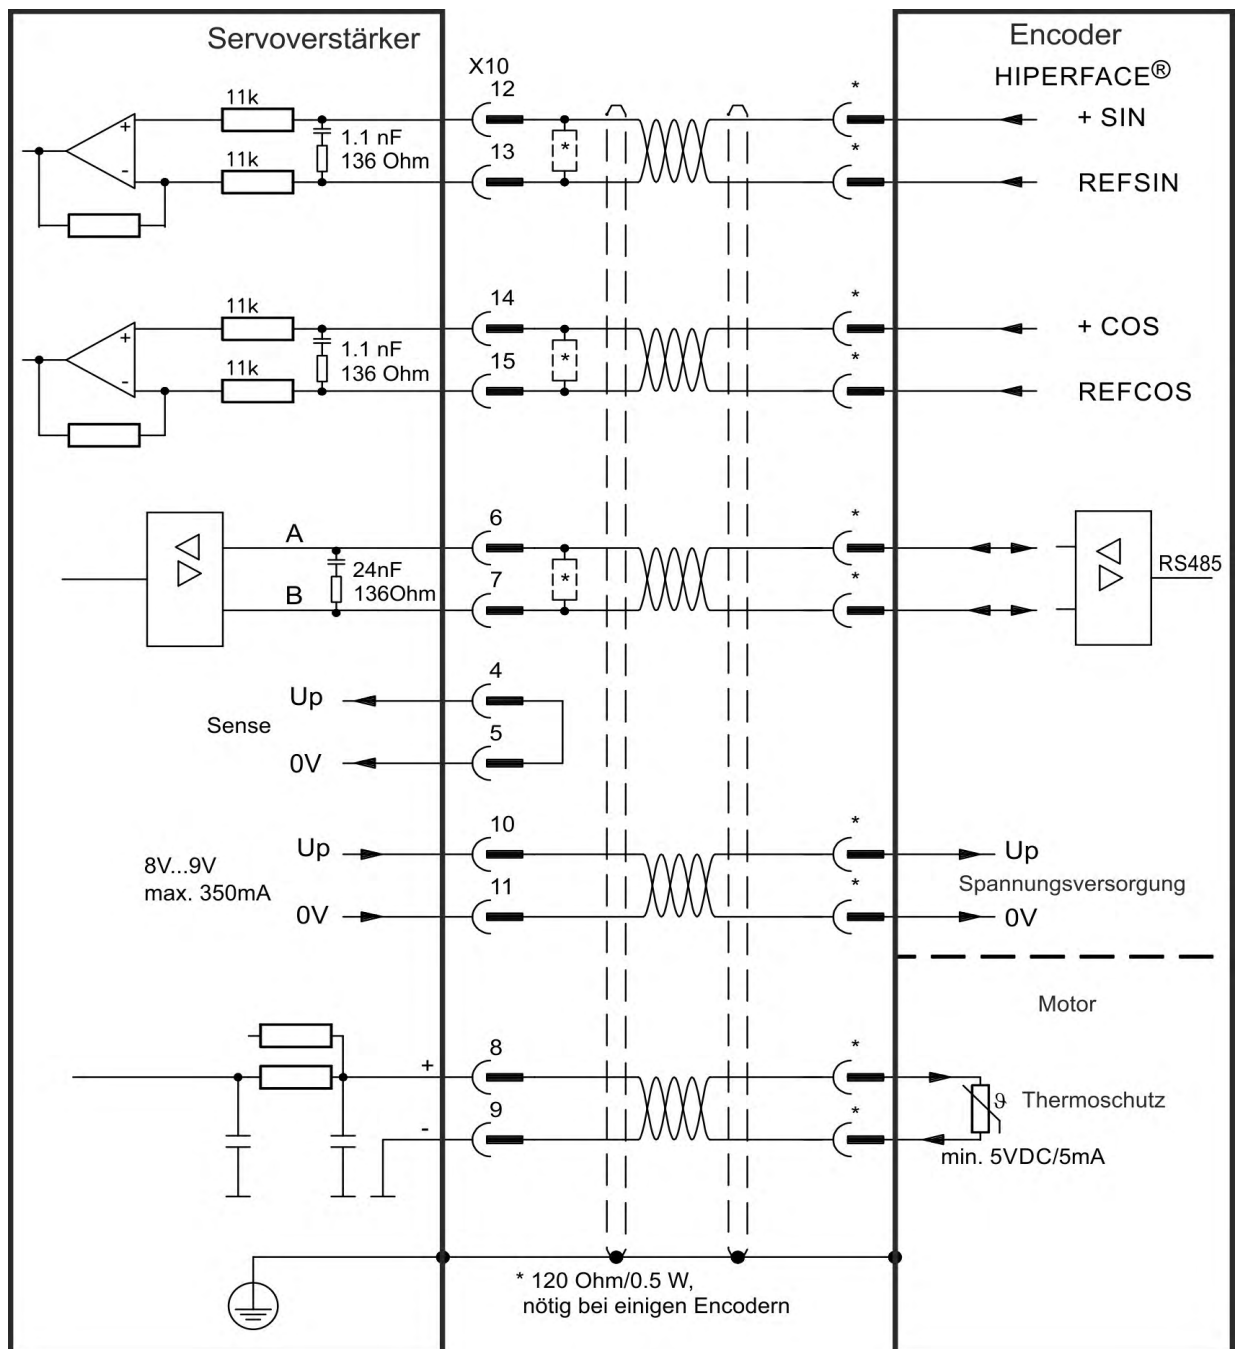 Servoverstärker
Encoder
HIPERFACE®
X10
12
*
+ SIN
11k
+
1.1 nF
136 Ohm
*
13
*
REFSIN
11k
-
14
*
+ COS
11k
+
1.1 nF
136 Ohm
*
15
*
REFCOS
11k
-
6
*
A
24nF
136Ohm
*
7
*
B
RS485
4
Up
Sense
5
0V
10
*
Up
Up
8V...9V
max. 350mA
Spannungsversorgung
11
*
0V
0V
Motor
8
*
+
9
*
-
ϑ
Thermoschutz
min. 5VDC/5mA
* 120 Ohm/0.5 W,
nötig bei einigen Encodern